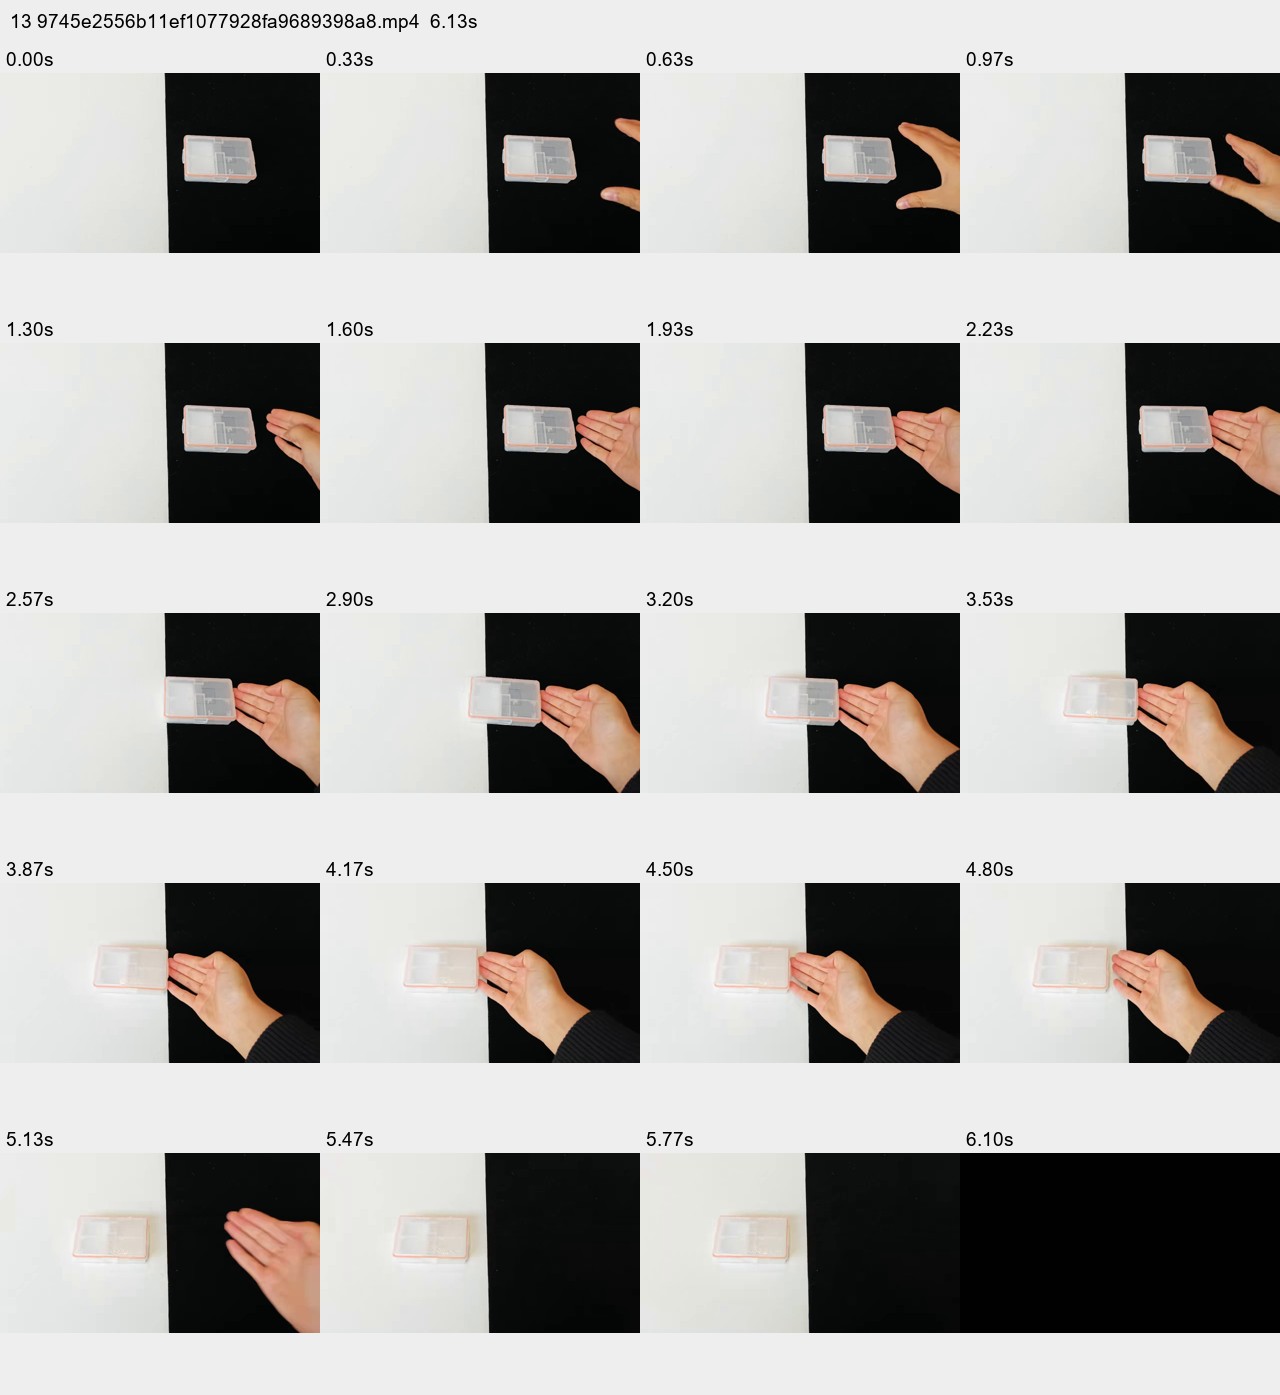 13 9745e2556b11ef1077928fa9689398a8.mp4 6.13s
0.00s 0.33s 0.63s 0.97s
1.30s 1.60s 1.93s 2.23s
2.57s 2.90s 3.20s 3.53s
3.87s 4.17s 4.50s 4.80s
5.13s 5.47s 5.77s 6.10s